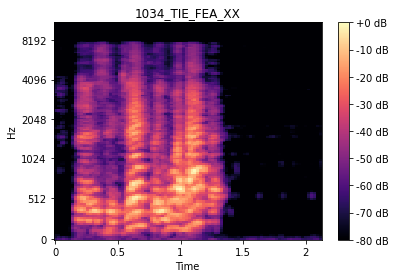 1034_TIE_FEA_XX
8192
4096
2048
1024
512
0
Hz
0
0.5
1
1.5
2
Time
+0 dB
-10 dB
-20 dB
-30 dB
-40 dB
-50 dB
-60 dB
-70 dB
-80 dB